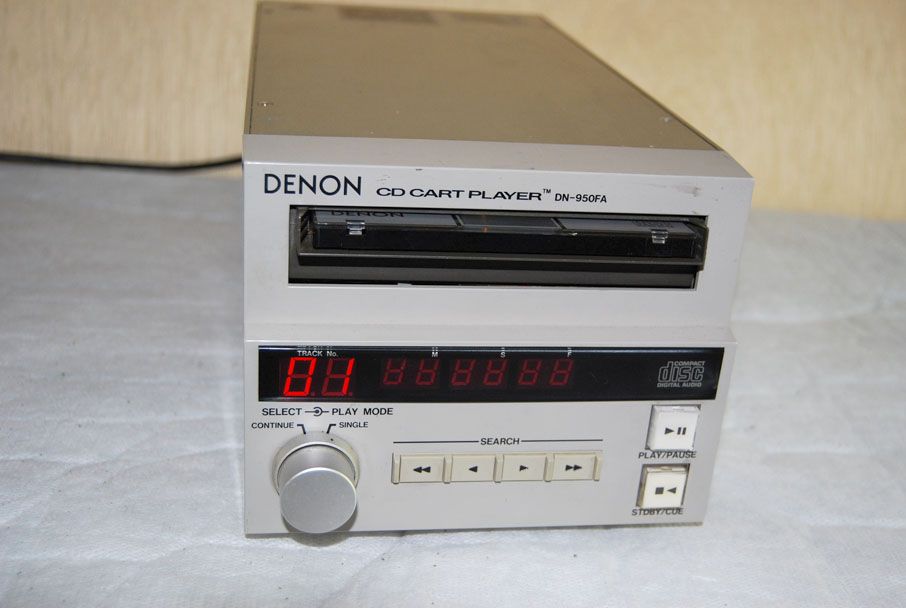 DENON CD CART PLAYER™ DN-950FA
DENON
TRACK No. M S F
01
COMPACT
disc
DIGITAL AUDIO
SELECT PLAY MODE
CONTINUE SINGLE
SEARCH
PLAY/PAUSE
STDBY/CUE